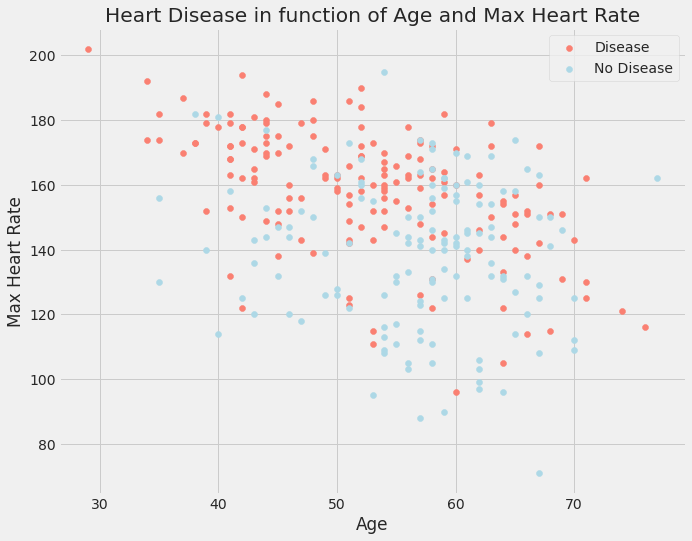 Heart Disease in function of Age and Max Heart Rate
Disease
No Disease
Max Heart Rate
200
180
160
140
120
100
80
30 40 50 60 70
Age